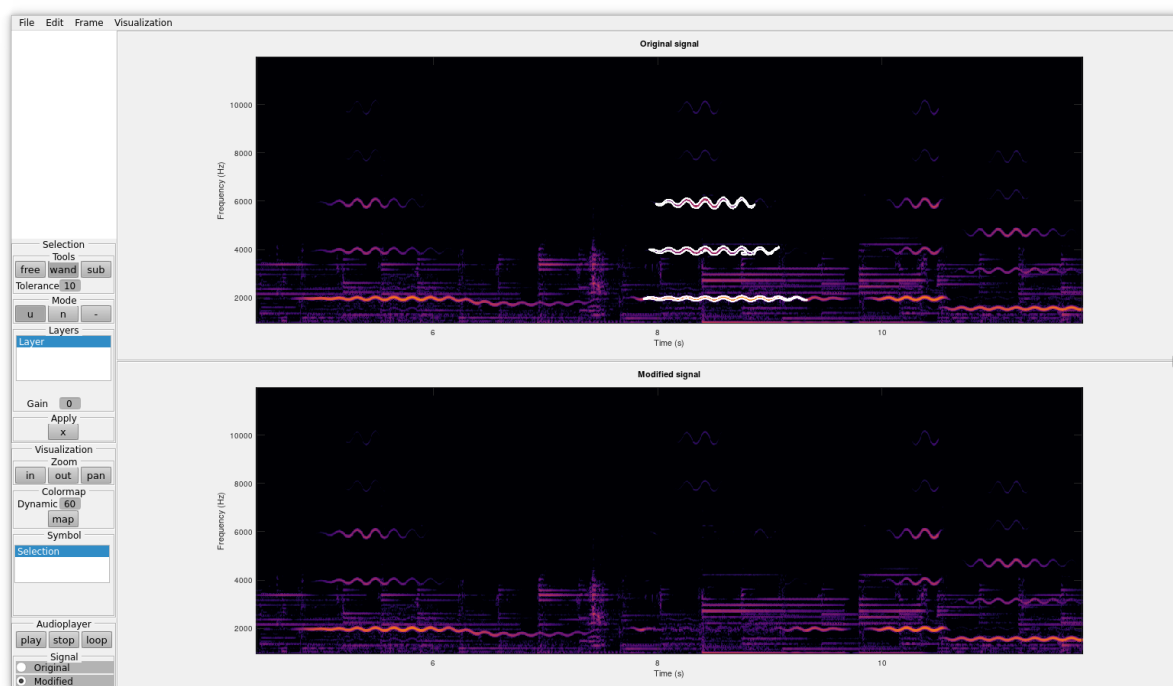 File Edit Frame Visualization
Original signal
Frequency (Hz)
10000
8000
6000
4000
2000
6 8 10
Time (s)
Selection
Tools
free wand sub
Tolerance 10
Mode
u n -
Layers
Layer
Gain 0
Apply
x
Visualization
Zoom
in out pan
Colormap
Dynamic 60
map
Symbol
Selection
Audioplayer
play stop loop
Signal
Original
Modified
Modified signal
Frequency (Hz)
10000
8000
6000
4000
2000
6 8 10
Time (s)